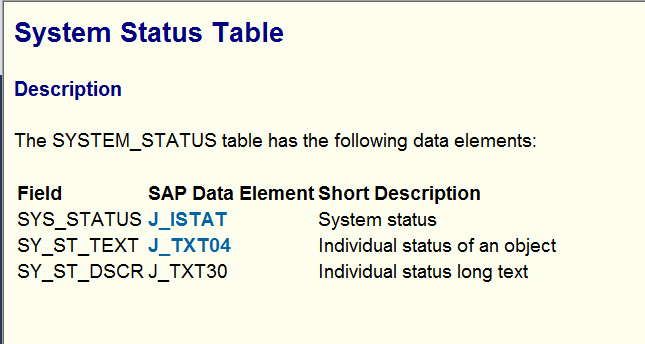 System Status Table
Description
The SYSTEM_STATUS table has the following data elements:
Field SAP Data Element Short Description
SYS_STATUS J_ISTAT System status
SY_ST_TEXT J_TXT04 Individual status of an object
SY_ST_DSCR J_TXT30 Individual status long text